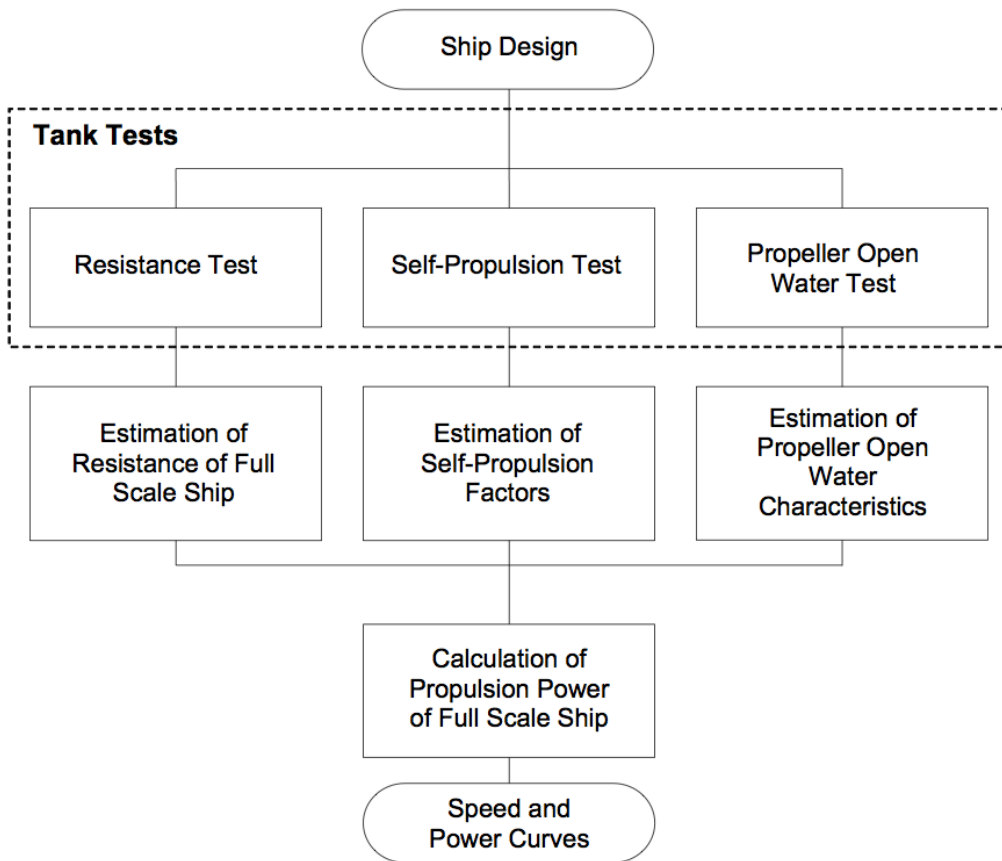 Ship Design
Tank Tests
Resistance Test
Self-Propulsion Test
Propeller Open
Water Test
Estimation of
Resistance of Full
Scale Ship
Estimation of
Self-Propulsion
Factors
Estimation of
Propeller Open
Water
Characteristics
Calculation of
Propulsion Power
of Full Scale Ship
Speed and
Power Curves